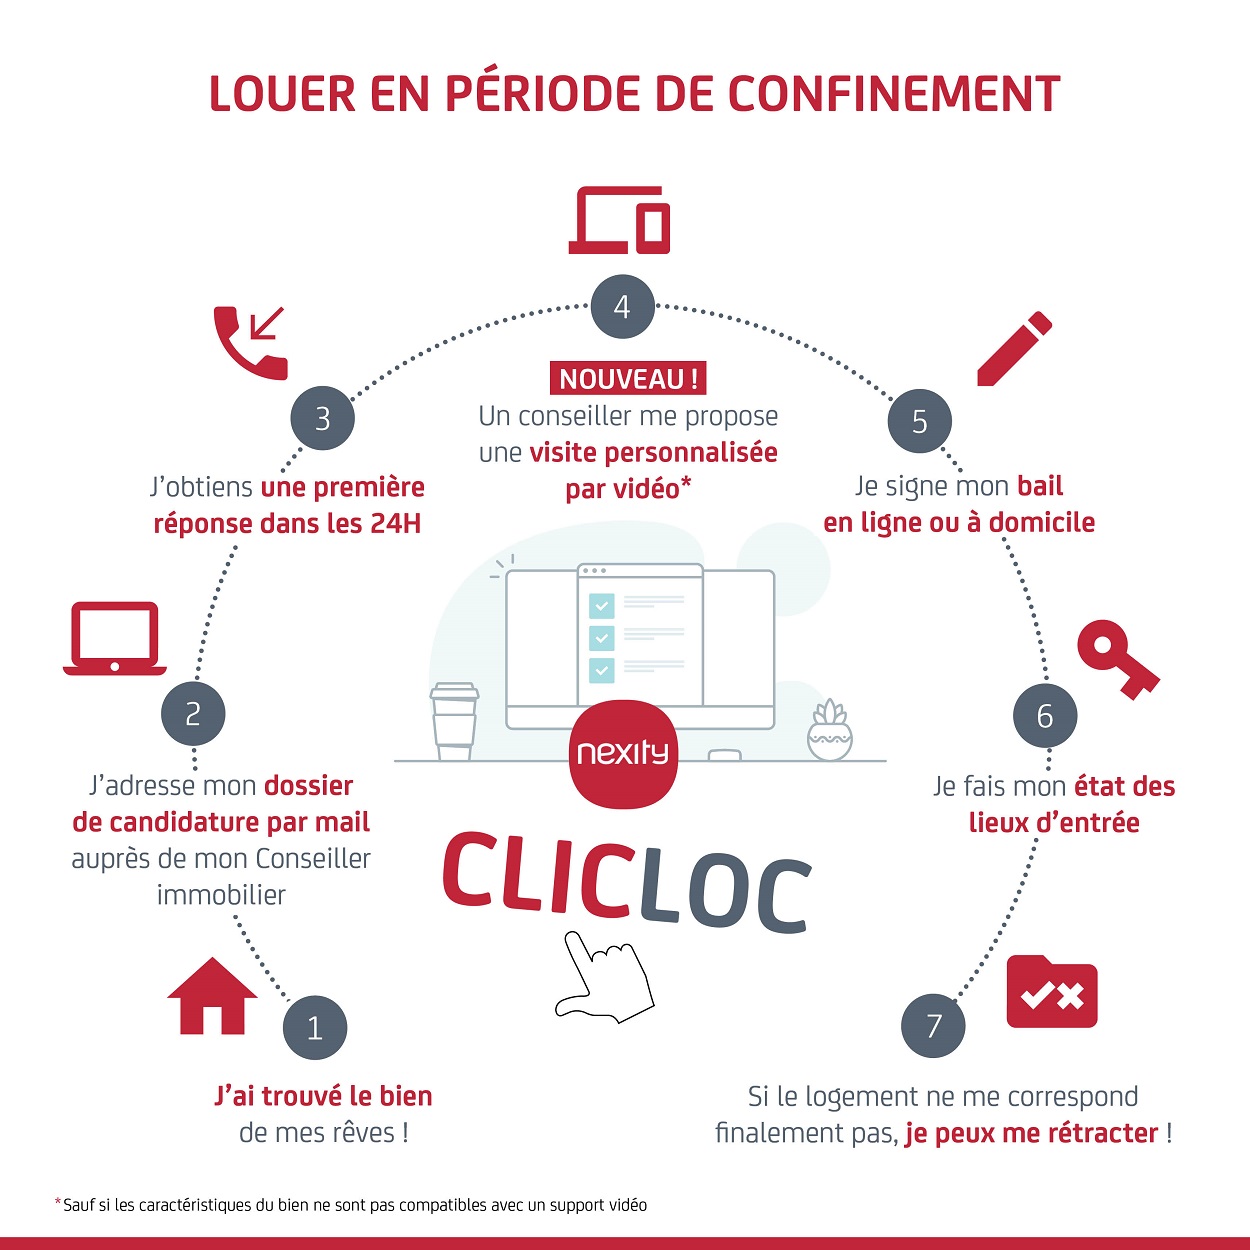 LOUER EN PÉRIODE DE CONFINEMENT
1
J'ai trouvé le bien
de mes rêves !
2
J'adresse mon dossier
de candidature par mail
auprès de mon Conseiller
immobilier
3
J'obtiens une première
réponse dans les 24H
4
NOUVEAU !
Un conseiller me propose
une visite personnalisée
par vidéo*
5
Je signe mon bail
en ligne ou à domicile
6
Je fais mon état des
lieux d'entrée
7
Si le logement ne me correspond
finalement pas, je peux me rétracter !
nexity
CLICLOC
*Sauf si les caractéristiques du bien ne sont pas compatibles avec un support vidéo